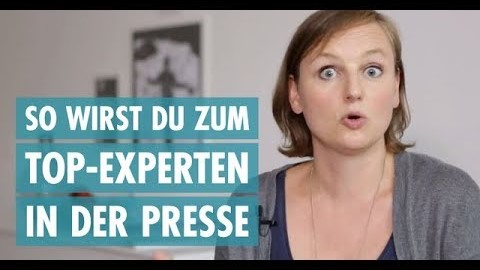 SO WIRST DU ZUM
TOP-EXPERTEN
IN DER PRESSE